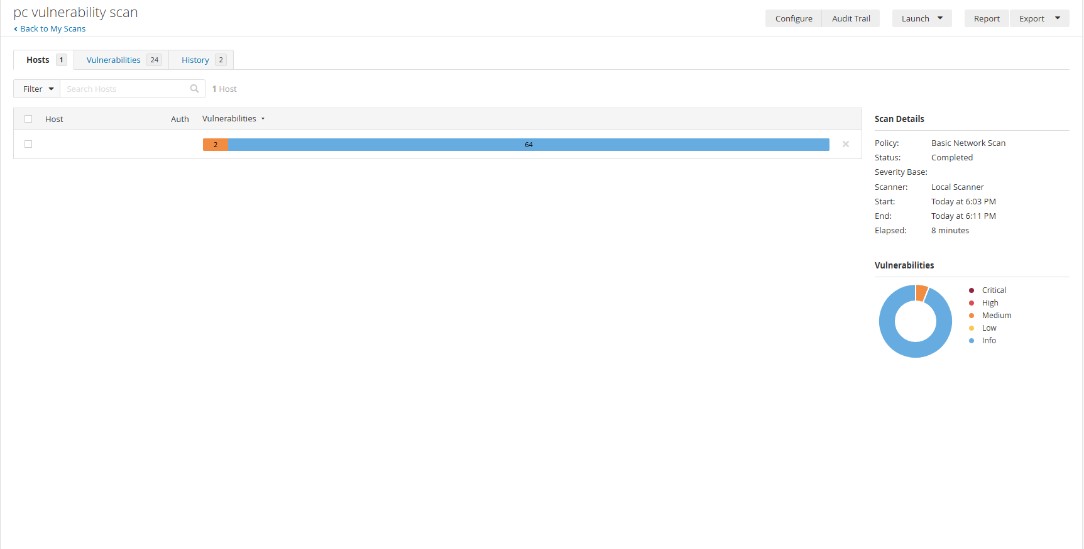 pc vulnerability scan
‹ Back to My Scans
Configure Audit Trail Launch Report Export
Hosts 1 Vulnerabilities 24 History 2
Filter Search Hosts 1 Host
Host Auth Vulnerabilities
2 64
Scan Details
Policy: Basic Network Scan
Status: Completed
Severity Base:
Scanner: Local Scanner
Start: Today at 6:03 PM
End: Today at 6:11 PM
Elapsed: 8 minutes
Vulnerabilities
Critical
High
Medium
Low
Info